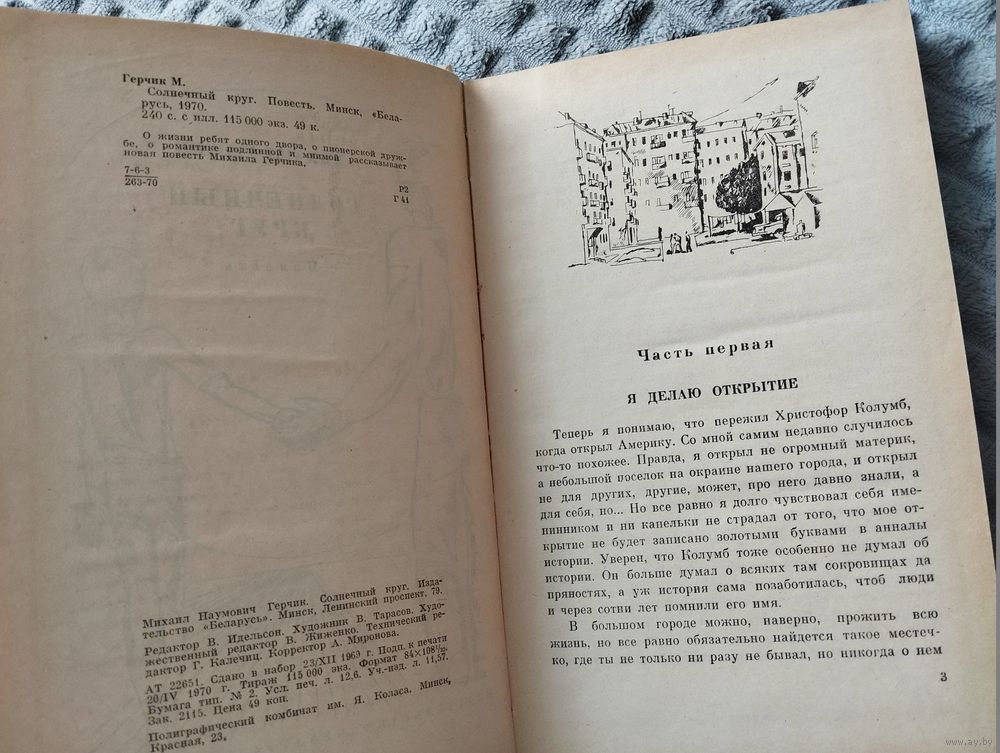 Герчик М.
Солнечный круг. Повесть. Минск, «Бела-
русь, 1970.
240 с. с илл. 115 000 экз. 49 к.
О жизни ребят одного двора, о пионерской друж-
бе, о романтике подлинной и мнимой рассказывает
новая повесть Михаила Герчика.
7-6-3
263-70
Р2
Г 41
Михаил Наумович Герчик. Солнечный круг. Изда-
тельство «Беларусь». Минск, Ленинский проспект, 79.
Редактор В. Идельсон. Художник В. Тарасов. Худо-
жественный редактор В. Жиженко. Технический ре-
дактор Г. Калечиц. Корректор А. Миронова.
АТ 22651. Сдано в набор 23/XII 1969 г. Подп. к печати
20/IV 1970 г. Тираж 115 000 экз. Формат 84×108 1/32.
Бумага тип. № 2. Усл. печ. л. 12,6. Уч.-изд. л. 11,57.
Зак. 2115. Цена 49 коп.
Полиграфический комбинат им. Я. Коласа. Минск,
Красная, 23.
Часть первая
Я ДЕЛАЮ ОТКРЫТИЕ
Теперь я понимаю, что пережил Христофор Колумб,
когда открыл Америку. Со мной самим недавно случилось
что-то похожее. Правда, я открыл не огромный материк,
а небольшой поселок на окраине нашего города, и открыл
не для других, другие, может, про него давно знали, а
для себя, но... Но все равно я долго чувствовал себя име-
нинником и ни капельки не страдал от того, что мое от-
крытие не будет записано золотыми буквами в анналы
истории. Уверен, что Колумб тоже особенно не думал об
истории. Он больше думал о всяких там сокровищах да
пряностях, а уж история сама позаботилась, чтоб люди
и через сотни лет помнили его имя.
В большом городе можно, наверно, прожить всю
жизнь, но все равно обязательно найдется такое местеч-
ко, где ты не только ни разу не бывал, но никогда о нем
3
www.ay.by